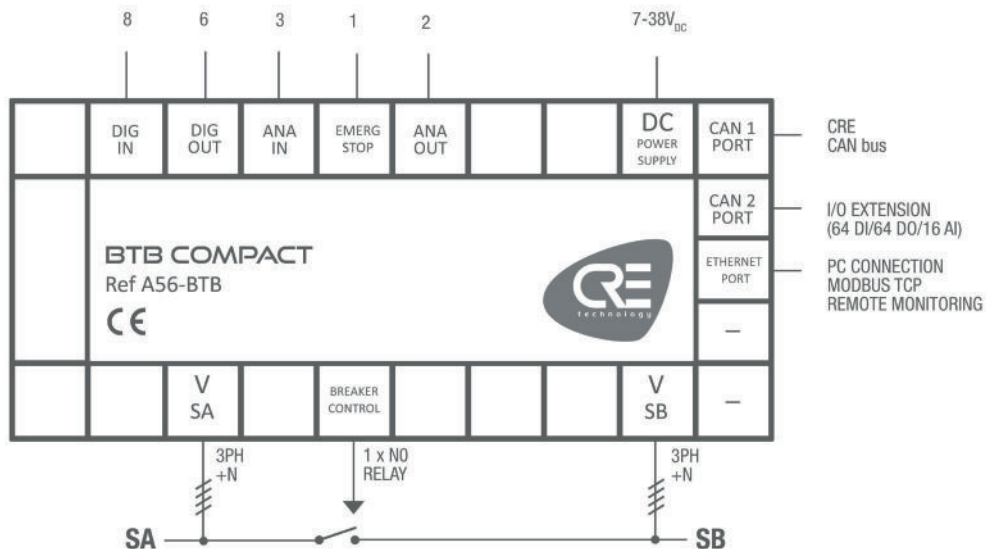 8
6
3
1
2
7-38VDC
DIG
IN
DIG
OUT
ANA
IN
EMERG
STOP
ANA
OUT
DC
POWER
SUPPLY
CAN 1
PORT
CRE
CAN bus
CAN 2
PORT
I/O EXTENSION
(64 DI/64 DO/16 AI)
ETHERNET
PORT
PC CONNECTION
MODBUS TCP
REMOTE MONITORING
BTB COMPACT
Ref A56-BTB
CE
CRE
technology
–
V
SA
BREAKER
CONTROL
V
SB
–
3PH
+N
1 x NO
RELAY
3PH
+N
SA
SB